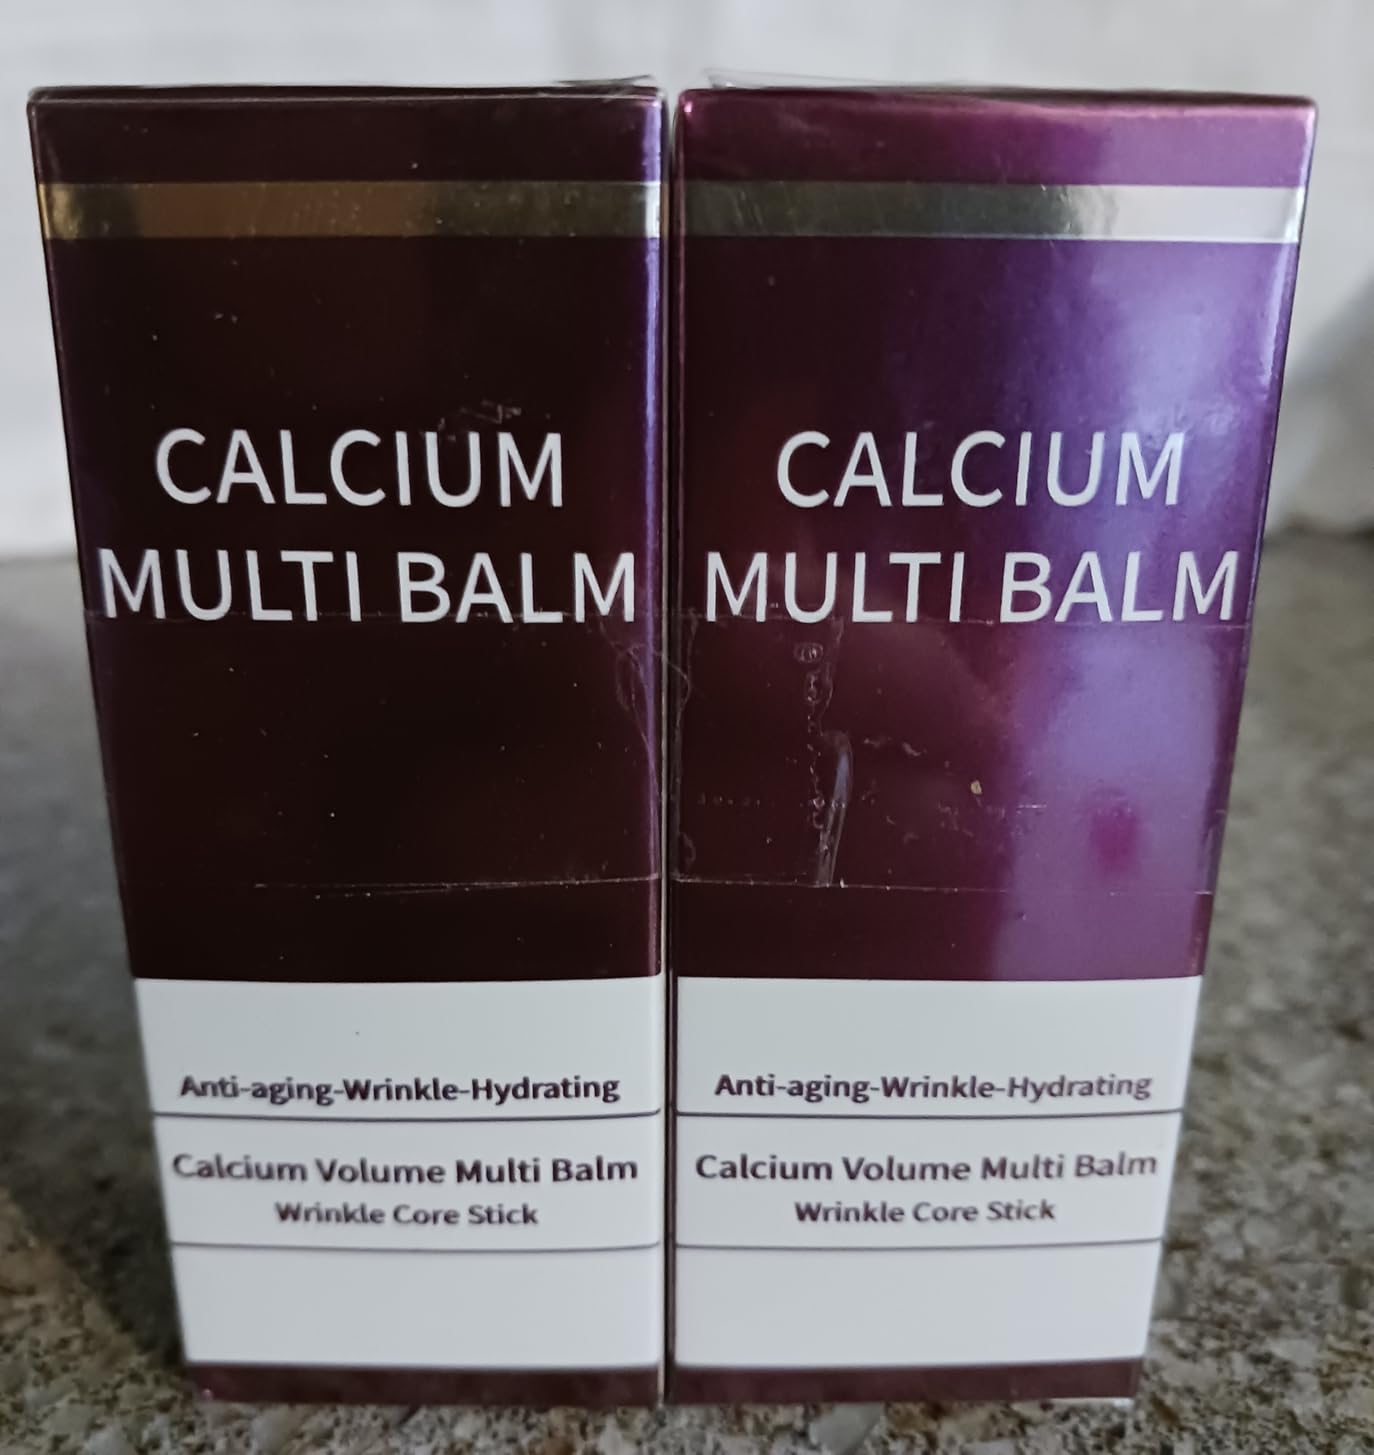 CALCIUM
MULTI BALM
Anti-aging-Wrinkle-Hydrating
Calcium Volume Multi Balm
Wrinkle Core Stick
CALCIUM
MULTI BALM
Anti-aging-Wrinkle-Hydrating
Calcium Volume Multi Balm
Wrinkle Core Stick